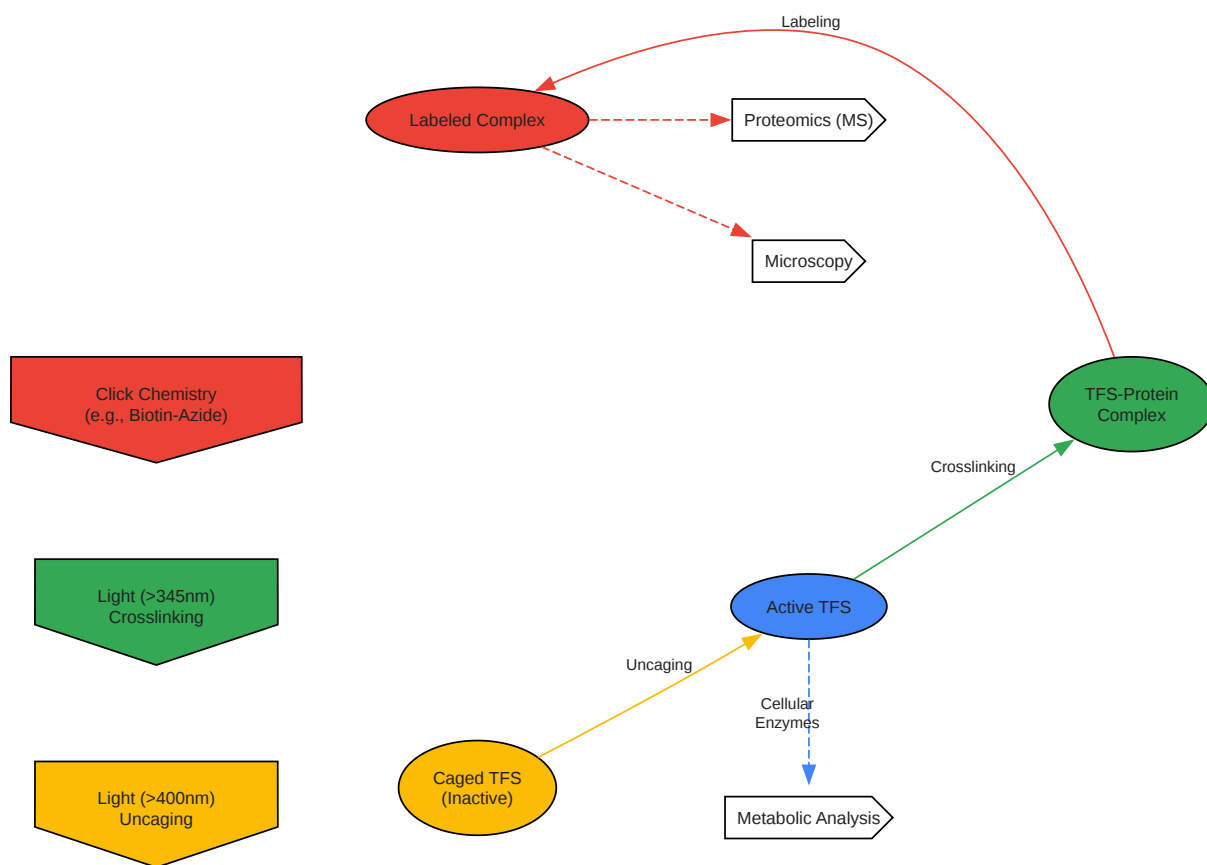 Labeling
Labeled Complex
Proteomics (MS)
Microscopy
Click Chemistry
(e.g., Biotin-Azide)
TFS-Protein
Complex
Crosslinking
Light (>345nm)
Crosslinking
Active TFS
Uncaging
Cellular
Enzymes
Caged TFS
(Inactive)
Light (>400nm)
Uncaging
Metabolic Analysis